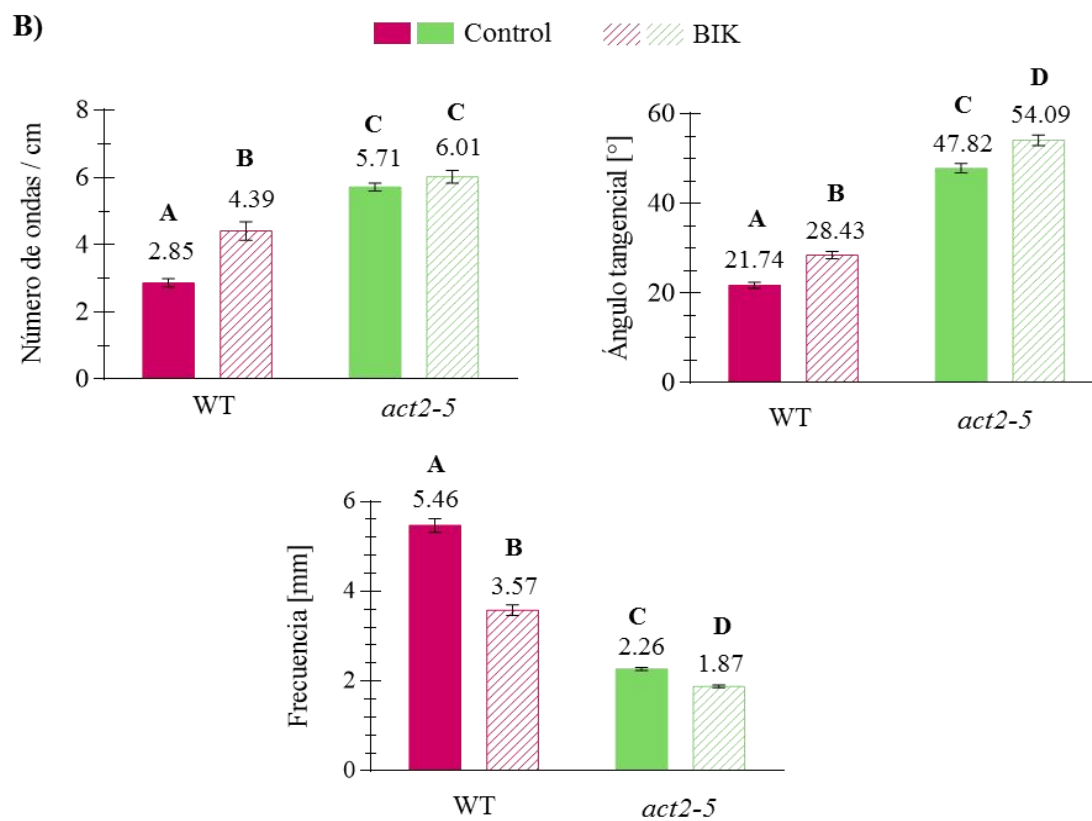 B)
Control
BIK
Número de ondas / cm
8
6
4
2
0
A
2.85
B
4.39
C
5.71
C
6.01
WT
act2-5
Ángulo tangencial [°]
60
40
20
0
A
21.74
B
28.43
C
47.82
D
54.09
WT
act2-5
Frecuencia [mm]
6
4
2
0
A
5.46
B
3.57
C
2.26
D
1.87
WT
act2-5